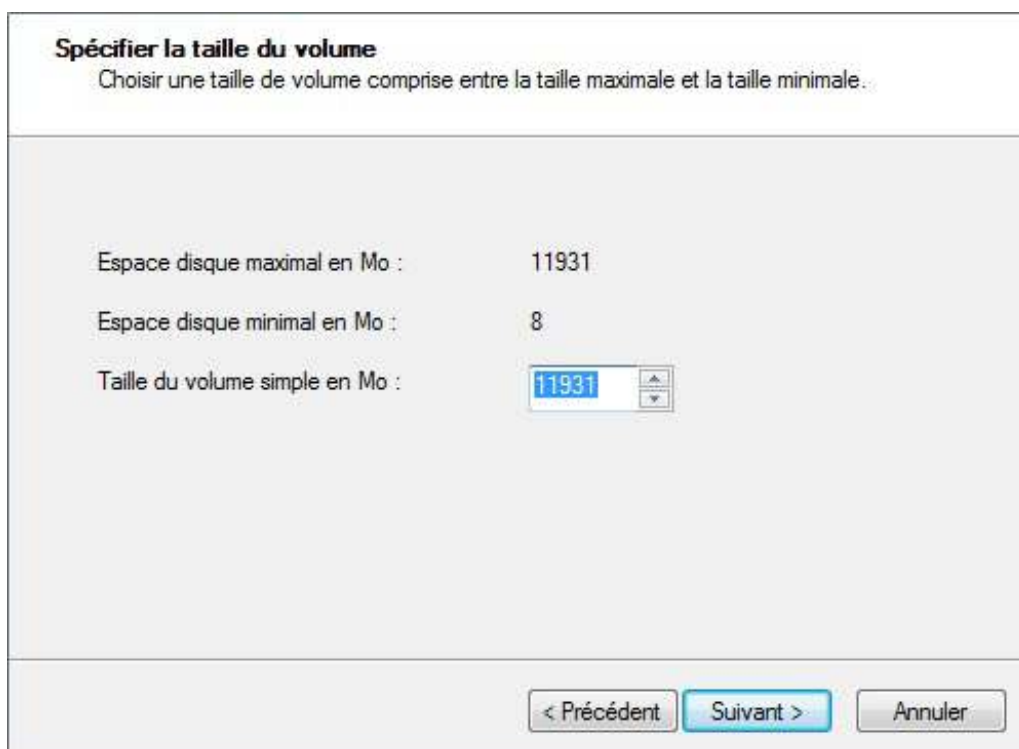 Spécifier la taille du volume
Choisir une taille de volume comprise entre la taille maximale et la taille minimale.
Espace disque maximal en Mo : 11931
Espace disque minimal en Mo : 8
Taille du volume simple en Mo : 11931
< Précédent Suivant > Annuler